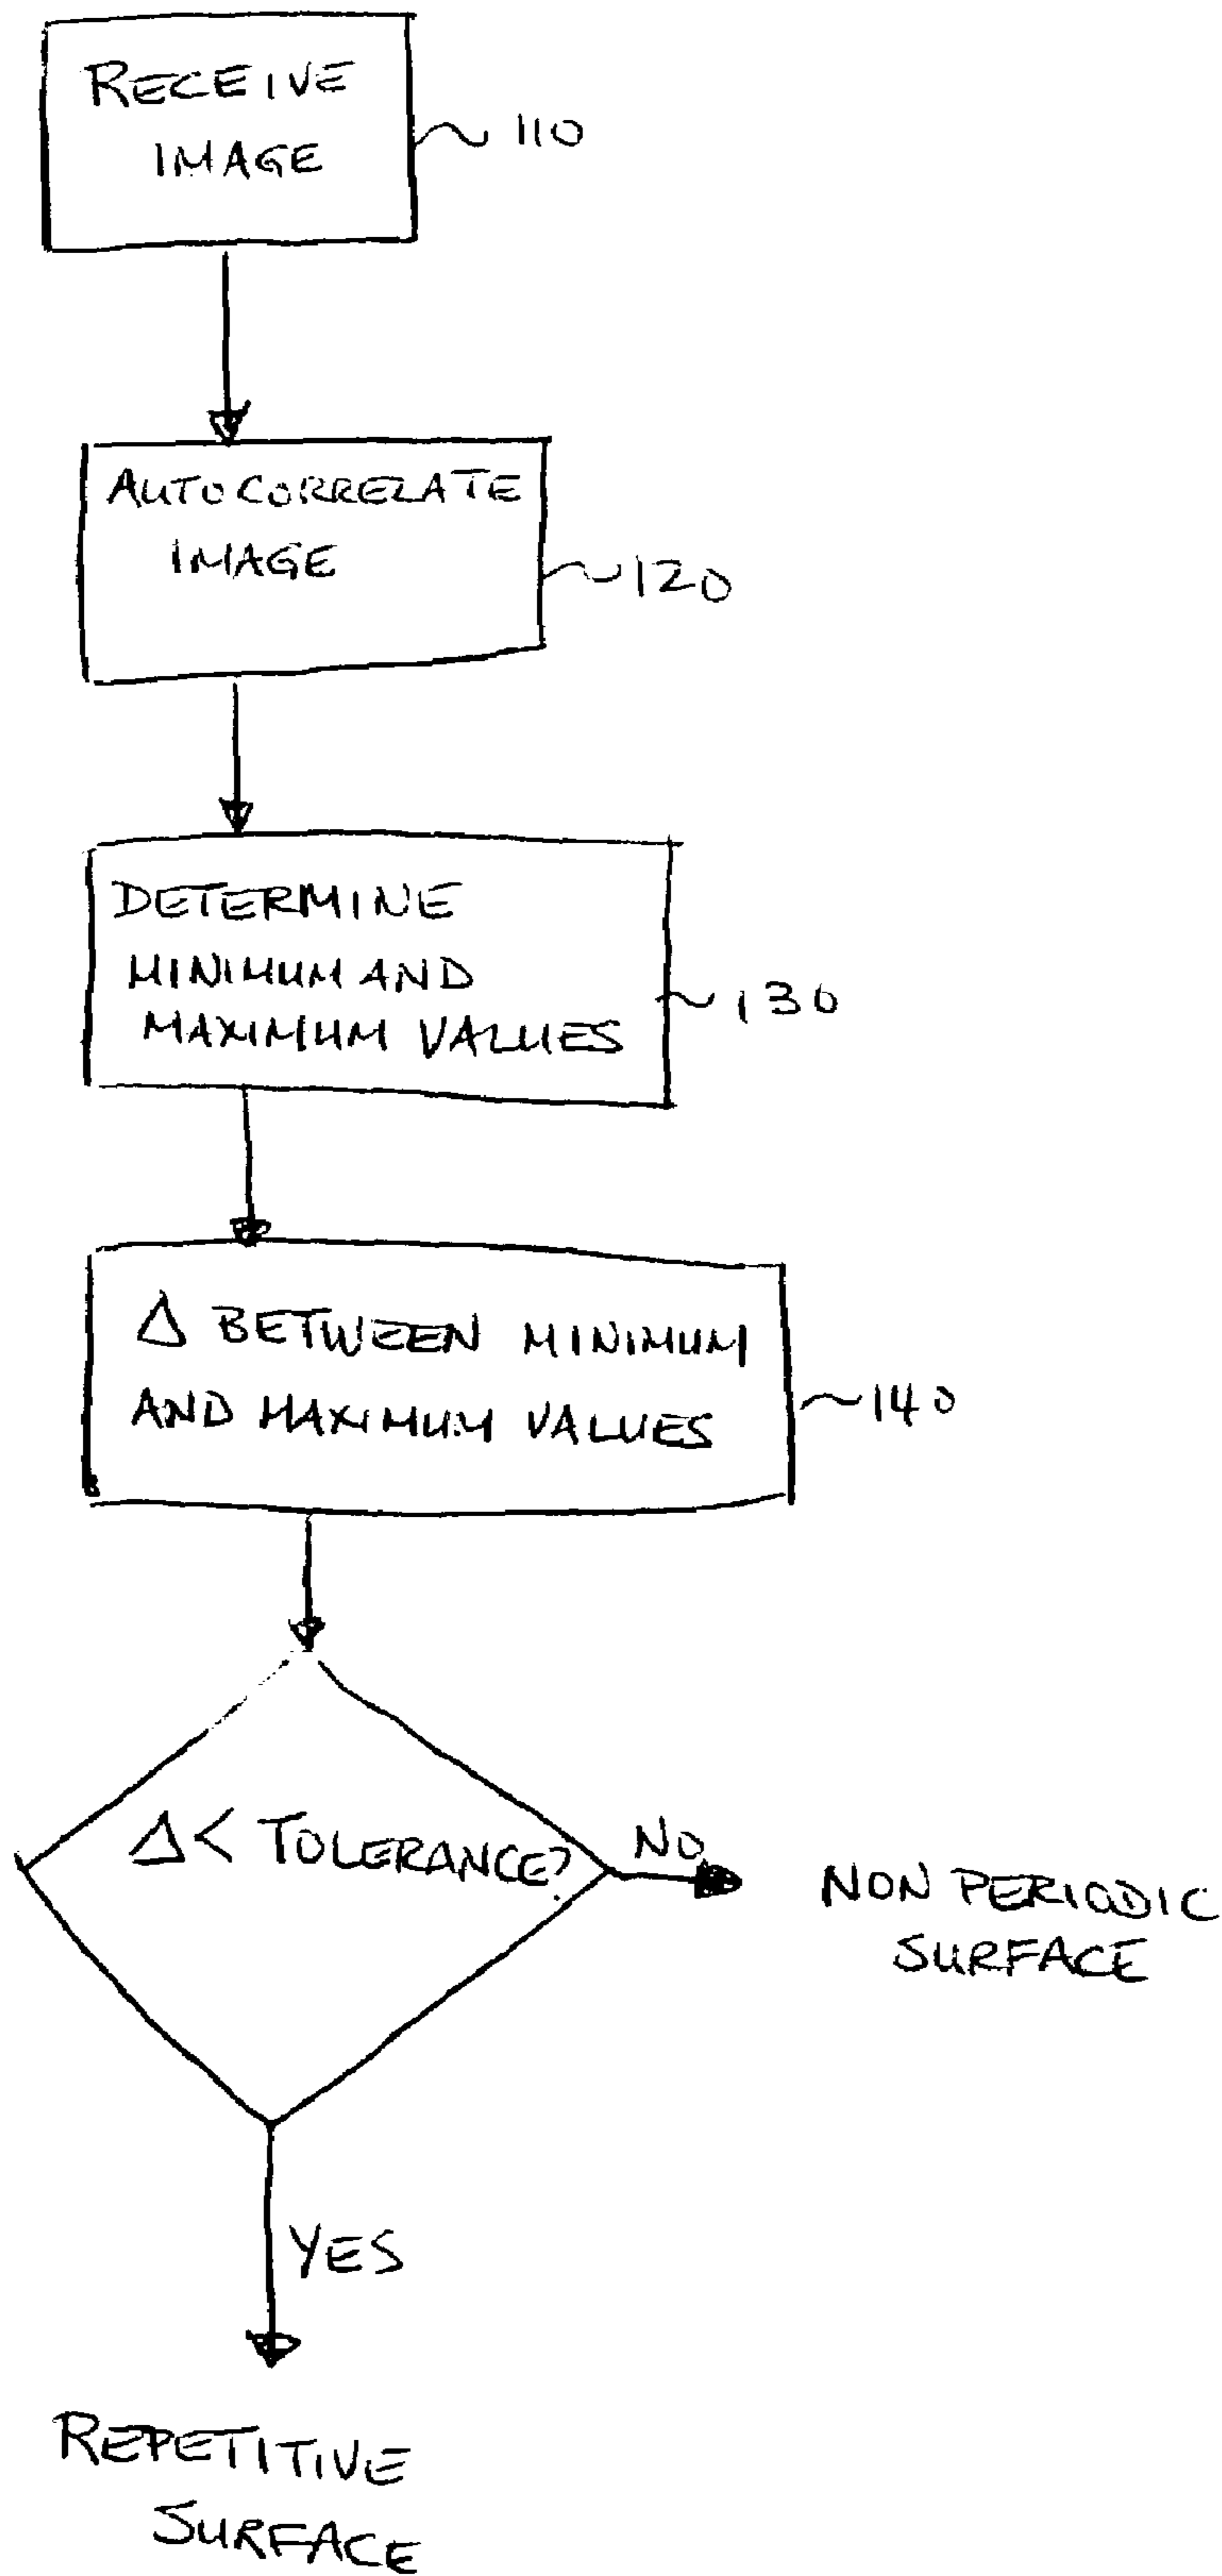 RECEIVE
IMAGE
110
AUTOCORRELATE
IMAGE
120
DETERMINE
MINIMUM AND
MAXIMUM VALUES
130
Δ BETWEEN MINIMUM
AND MAXIMUM VALUES
140
Δ< TOLERANCE?
NO
NON PERIODIC
SURFACE
YES
REPETITIVE
SURFACE